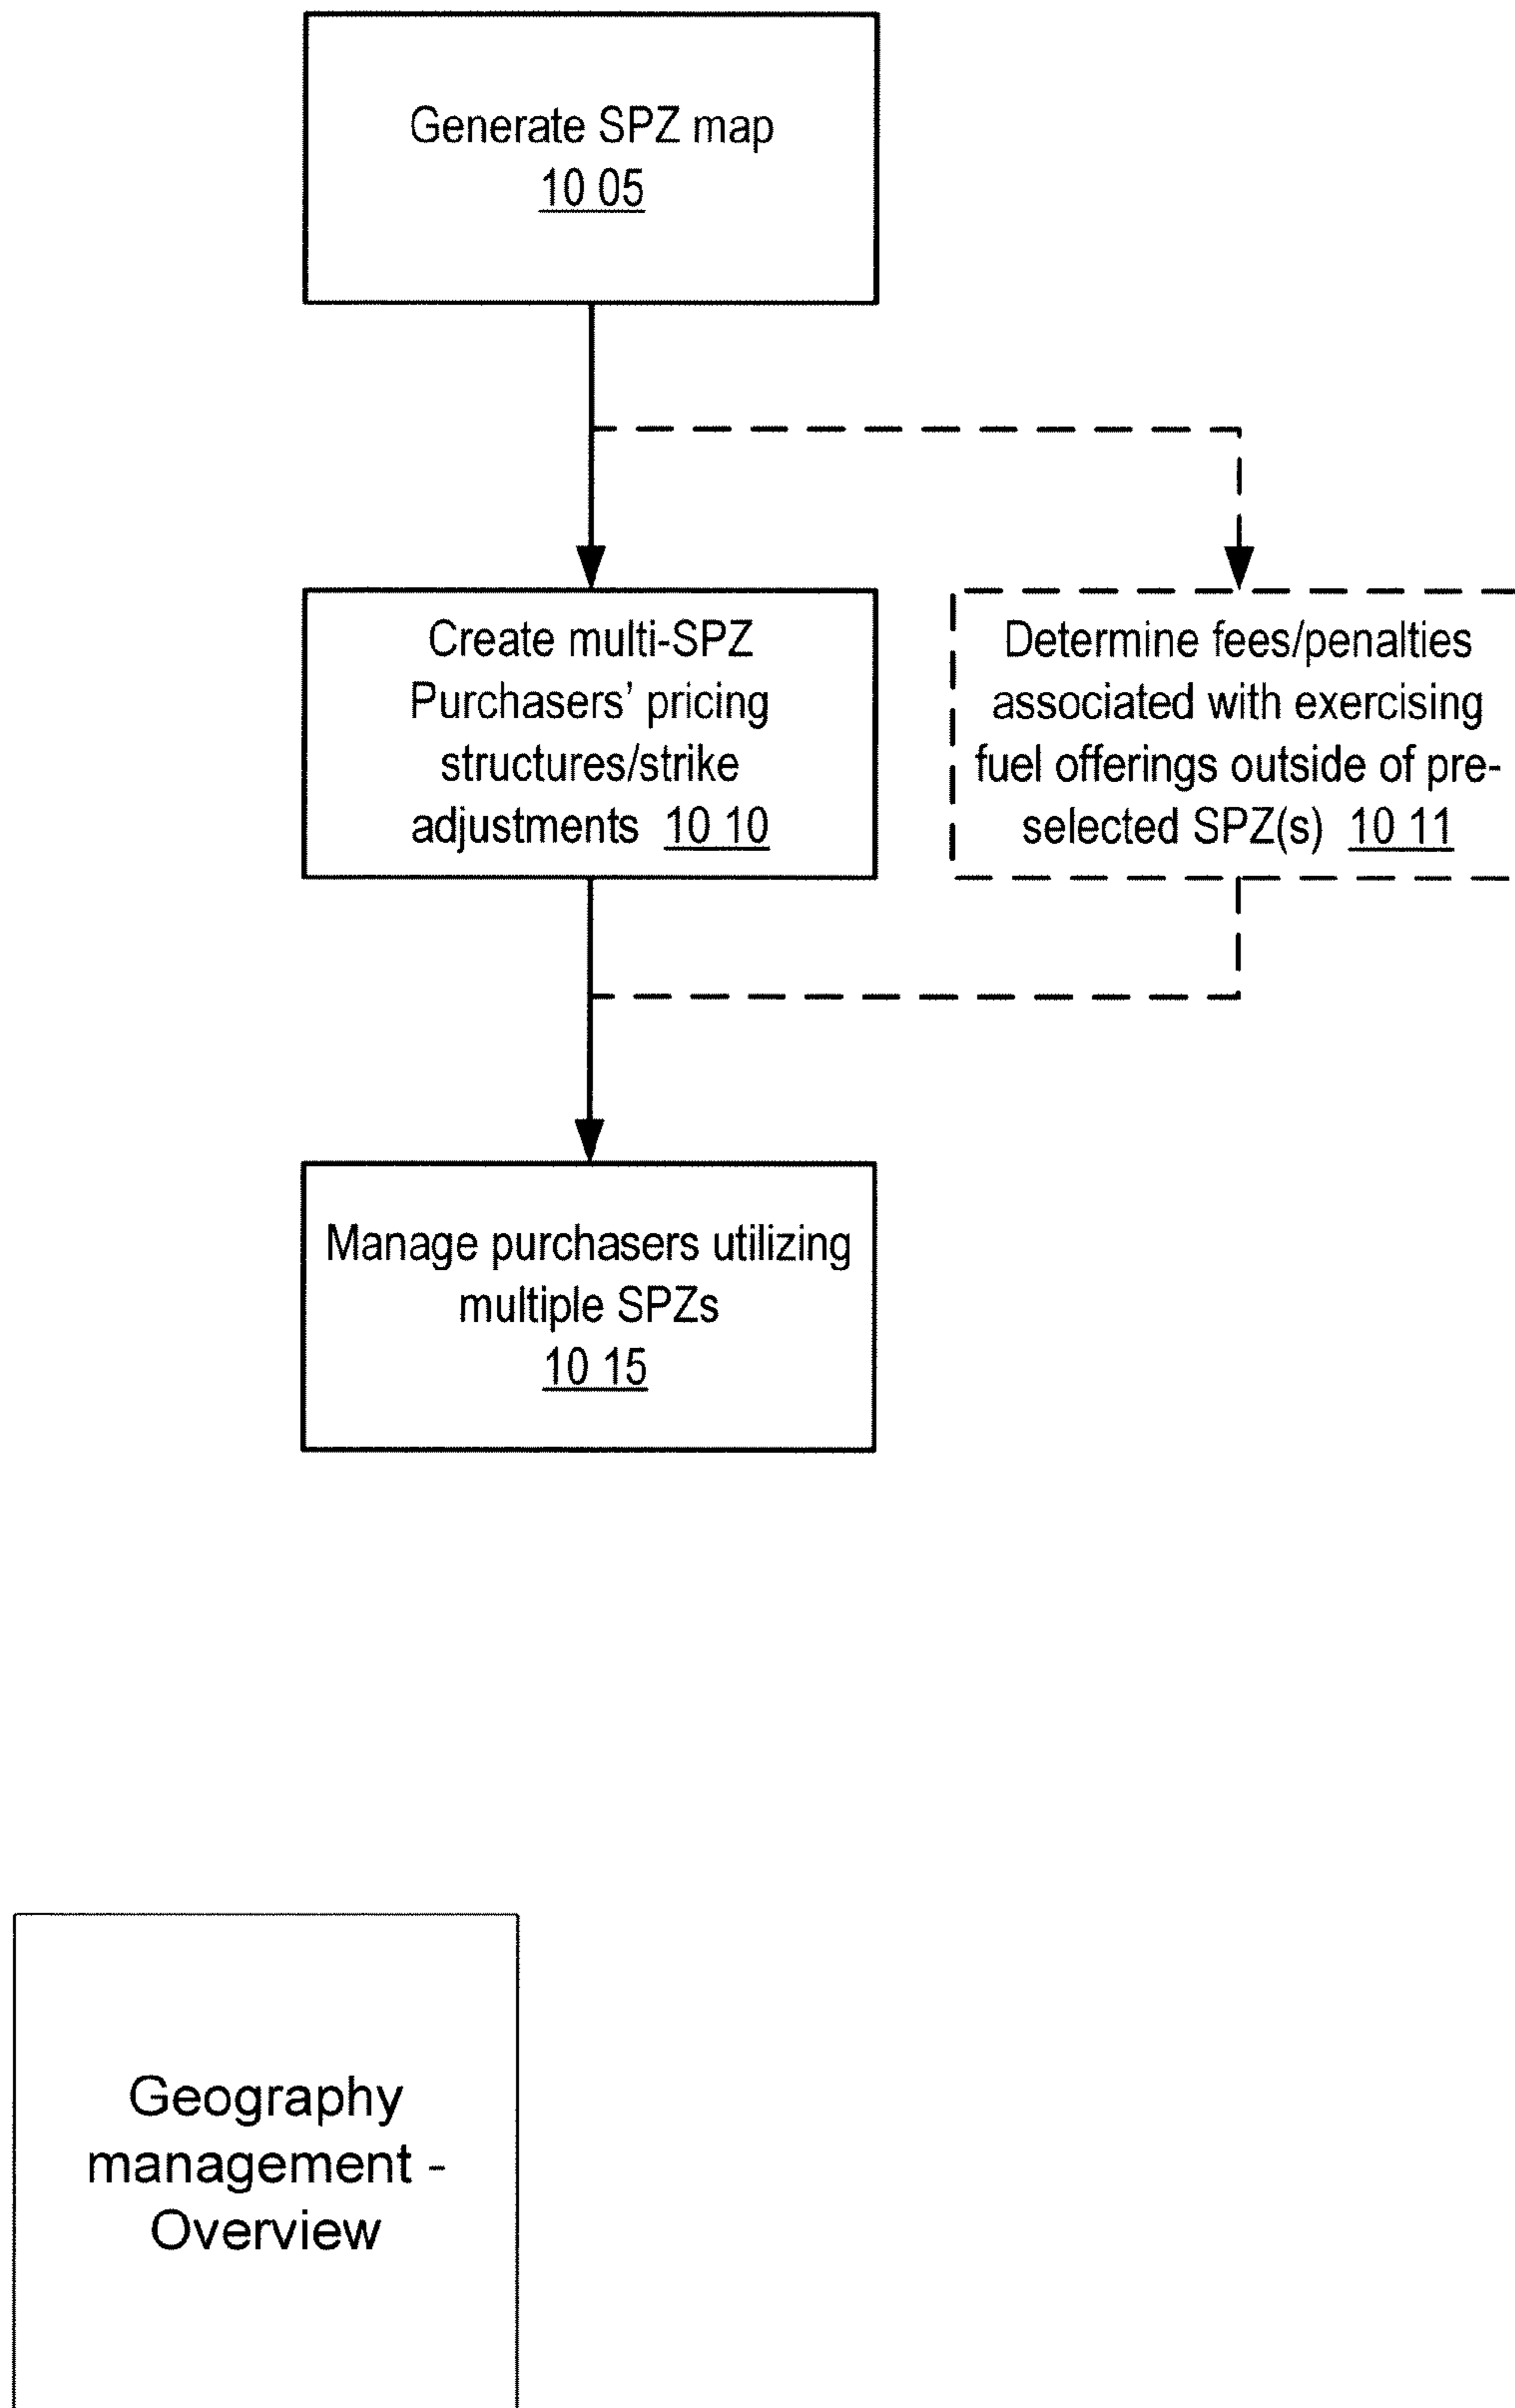 Generate SPZ map
10 05
Create multi-SPZ
Purchasers’ pricing
structures/strike
adjustments 10 10
Determine fees/penalties
associated with exercising
fuel offerings outside of pre-
selected SPZ(s) 10 11
Manage purchasers utilizing
multiple SPZs
10 15
Geography
management -
Overview